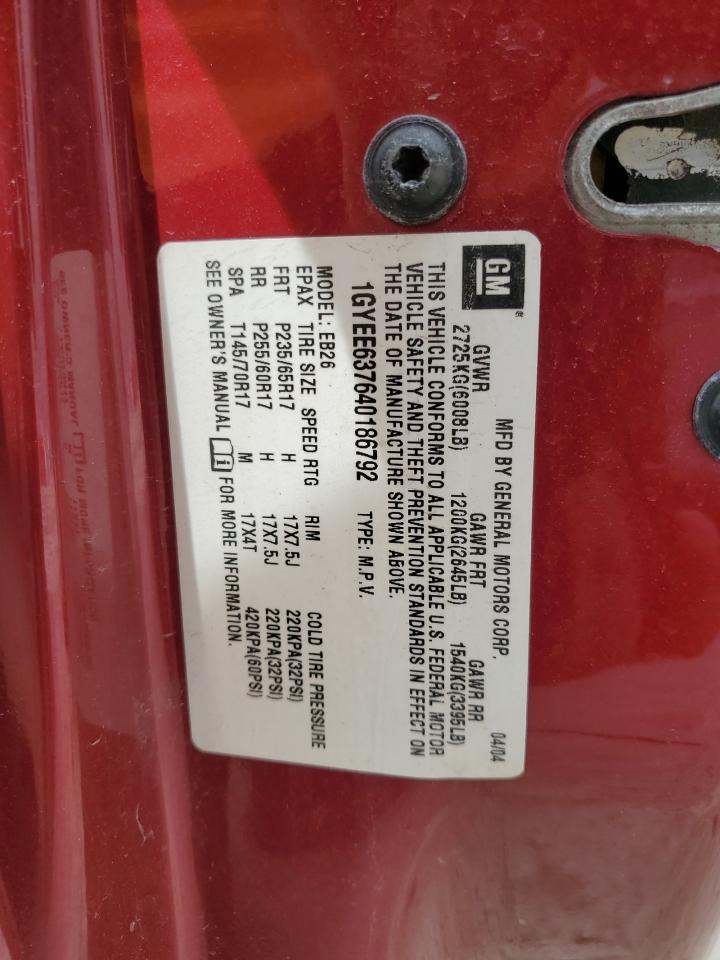 GM
MFD BY GENERAL MOTORS CORP. 04/04
GVWR GAWR FRT GAWR RR
2725KG(6008LB) 1200KG(2645LB) 1540KG(3395LB)
THIS VEHICLE CONFORMS TO ALL APPLICABLE U.S. FEDERAL MOTOR
VEHICLE SAFETY AND THEFT PREVENTION STANDARDS IN EFFECT ON
THE DATE OF MANUFACTURE SHOWN ABOVE.
1GYEE637640186792 TYPE: M.P.V.
MODEL: EB26
EPAX TIRE SIZE SPEED RTG RIM COLD TIRE PRESSURE
FRT P235/65R17 H 17X7.5J 220KPA(32PSI)
RR P255/60R17 H 17X7.5J 220KPA(32PSI)
SPA T145/70R17 M 17X4T 420KPA(60PSI)
SEE OWNER'S MANUAL FOR MORE INFORMATION.